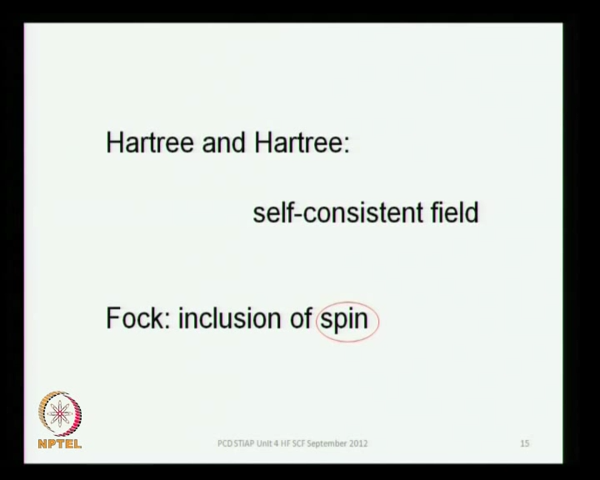 Hartree and Hartree:
self-consistent field
Fock: inclusion of spin
NPTEL
PCD STIAP Unit 4 HF SCF September 2012
15